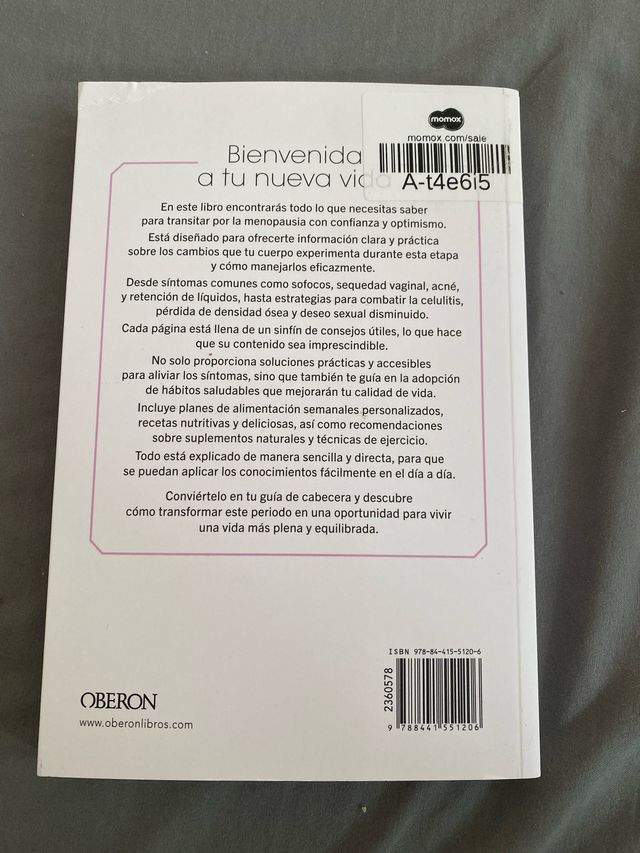 momox
momox.com/sale
A-t4e6i5
Bienvenida
a tu nueva vida
En este libro encontrarás todo lo que necesitas saber
para transitar por la menopausia con confianza y optimismo.
Está diseñado para ofrecerte información clara y práctica
sobre los cambios que tu cuerpo experimenta durante esta etapa
y cómo manejarlos eficazmente.
Desde síntomas comunes como sofocos, sequedad vaginal, acné,
y retención de líquidos, hasta estrategias para combatir la celulitis,
pérdida de densidad ósea y deseo sexual disminuido.
Cada página está llena de un sinfín de consejos útiles, lo que hace
que su contenido sea imprescindible.
No solo proporciona soluciones prácticas y accesibles
para aliviar los síntomas, sino que también te guía en la adopción
de hábitos saludables que mejorarán tu calidad de vida.
Incluye planes de alimentación semanales personalizados,
recetas nutritivas y deliciosas, así como recomendaciones
sobre suplementos naturales y técnicas de ejercicio.
Todo está explicado de manera sencilla y directa, para que
se puedan aplicar los conocimientos fácilmente en el día a día.
Conviértelo en tu guía de cabecera y descubre
cómo transformar este periodo en una oportunidad para vivir
una vida más plena y equilibrada.
ISBN 978-84-415-5120-6
2360578
9 788441 551206
OBERON
www.oberonlibros.com